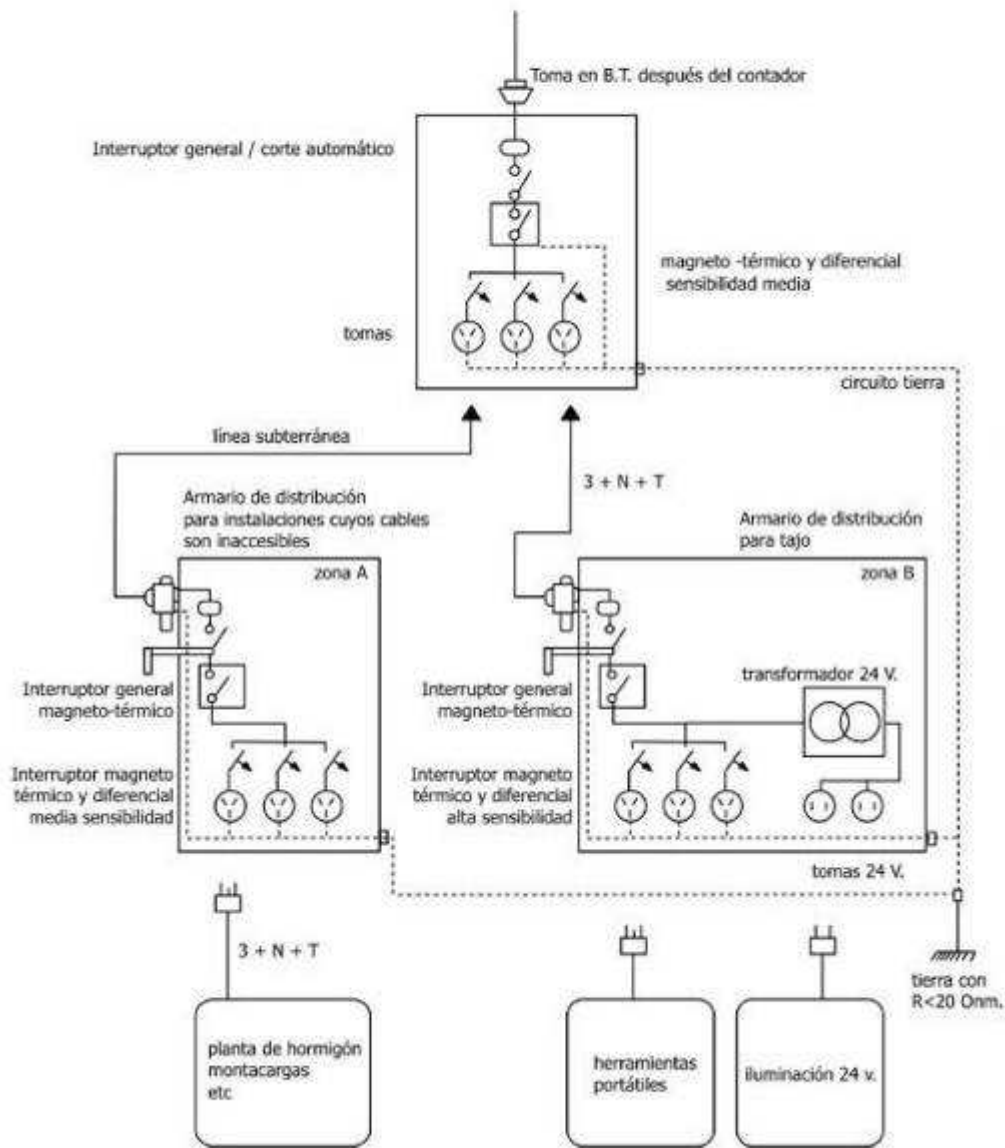 Toma en B.T. después del contador
Interruptor general / corte automático
magneto -térmico y diferencial
sensibilidad media
tomas
circuito tierra
línea subterránea
3 + N + T
Armario de distribución
para instalaciones cuyos cables
son inaccesibles
Armario de distribución
para tajo
zona A
zona B
transformador 24 V.
Interruptor general
magneto-térmico
Interruptor general
magneto-térmico
Interruptor magneto
térmico y diferencial
media sensibilidad
Interruptor magneto
térmico y diferencial
alta sensibilidad
tomas 24 V.
3 + N + T
tierra con
R<20 Onm.
planta de hormigón
montacargas
etc
herramientas
portátiles
iluminación 24 v.